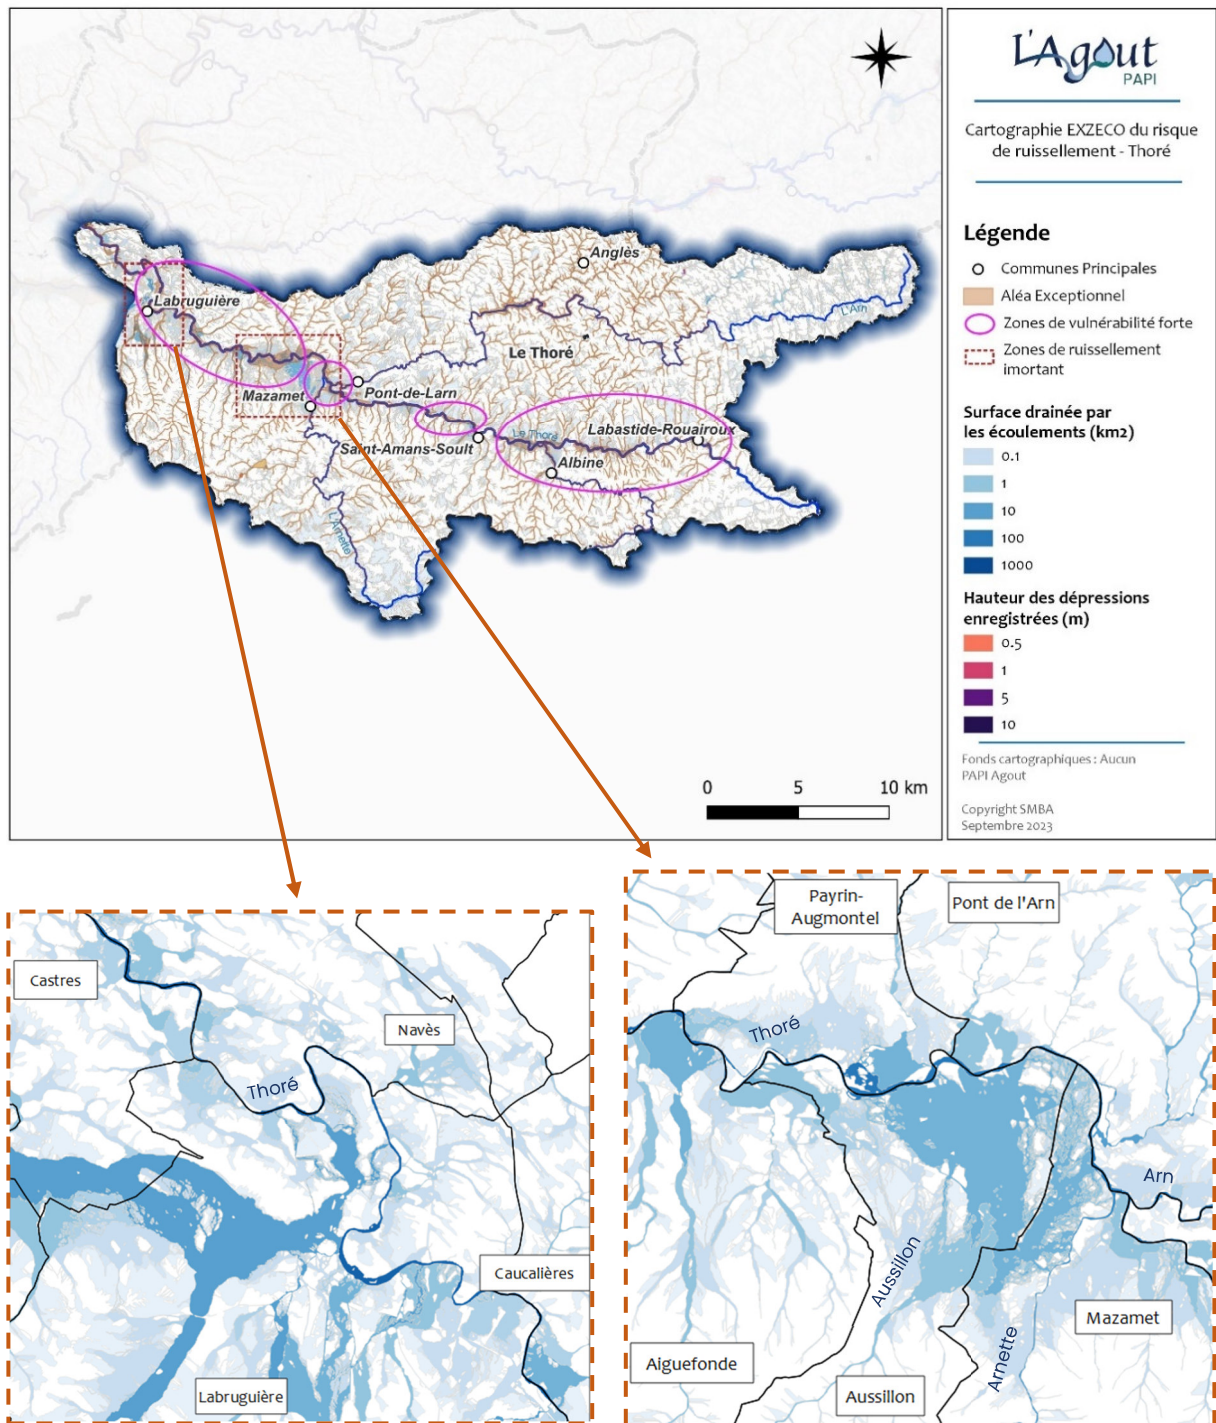 L'Agout
PAPI
Cartographie EXZECO du risque
de ruissellement - Thoré
Légende
Communes Principales
Aléa Exceptionnel
Zones de vulnérabilité forte
Zones de ruissellement
imortant
Surface drainée par
les écoulements (km2)
0.1
1
10
100
1000
Hauteur des dépressions
enregistrées (m)
0.5
1
5
10
Fonds cartographiques : Aucun
PAPI Agout
Copyright SMBA
Septembre 2023
Anglès
Labruguière
L'Arn
Le Thoré
Pont-de-Larn
Mazamet
Labastide-Rouairoux
Le Thoré
Saint-Amans-Soult
Albine
L'Arnette
0 5 10 km
Castres
Navès
Thoré
Caucalières
Labruguière
Payrin-
Augmontel
Pont de l'Arn
Thoré
Arn
Aussillon
Mazamet
Arnette
Aiguefonde
Aussillon